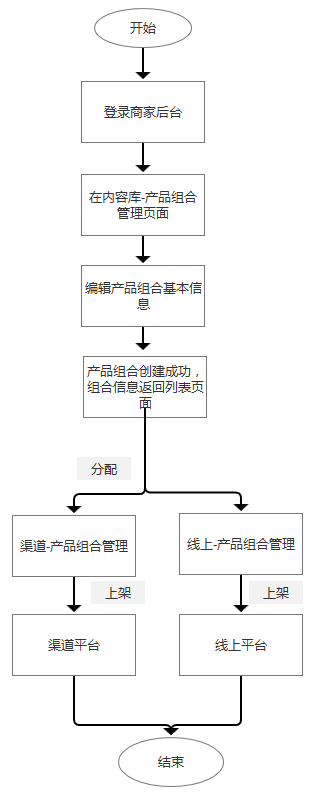 开始
登录商家后台
在内容库-产品组合
管理页面
编辑产品组合基本信
息
产品组合创建成功，
组合信息返回列表页
面
分配
渠道-产品组合管理
线上-产品组合管理
上架
上架
渠道平台
线上平台
结束